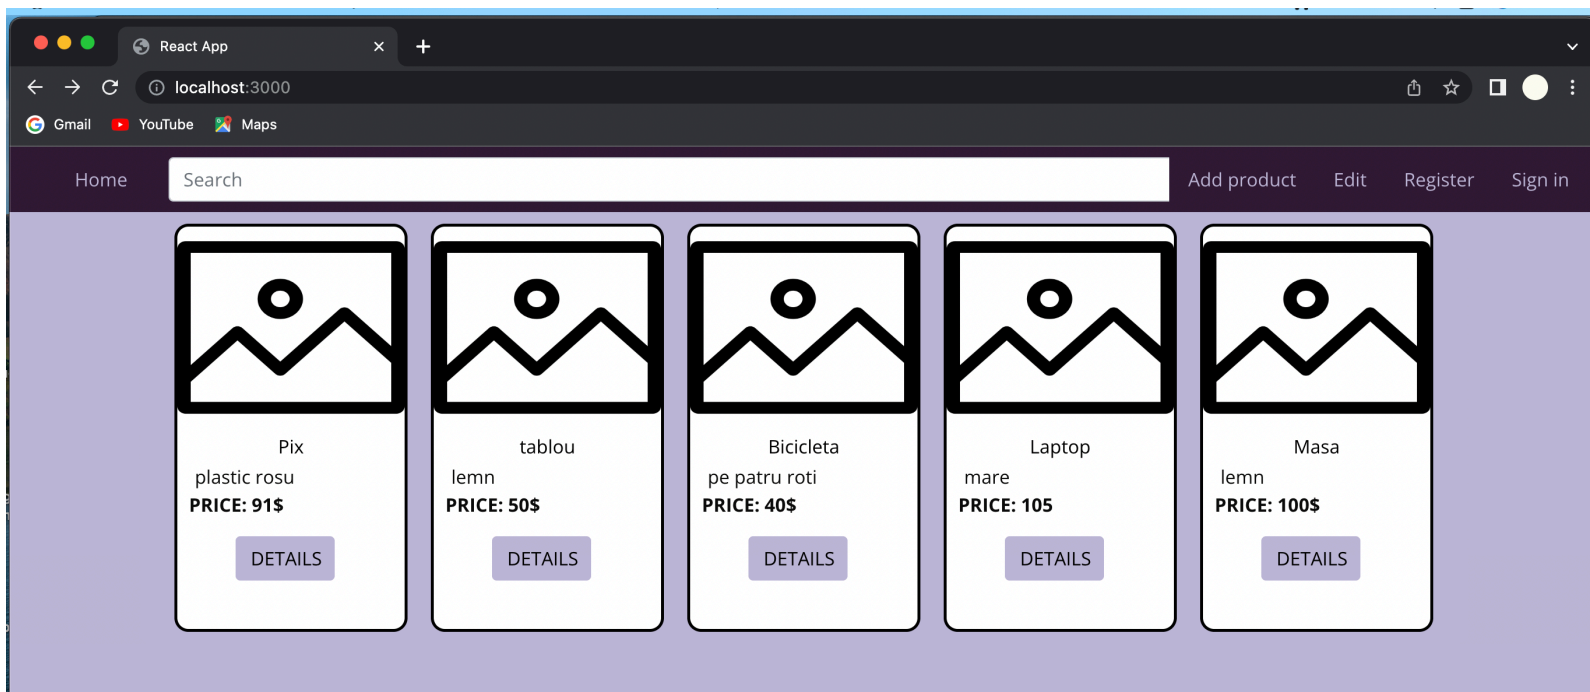 React App
localhost:3000
Gmail YouTube Maps
Home Search Add product Edit Register Sign in
Pix
plastic rosu
PRICE: 91$
DETAILS
tablou
lemn
PRICE: 50$
DETAILS
Bicicleta
pe patru roti
PRICE: 40$
DETAILS
Laptop
mare
PRICE: 105
DETAILS
Masa
lemn
PRICE: 100$
DETAILS